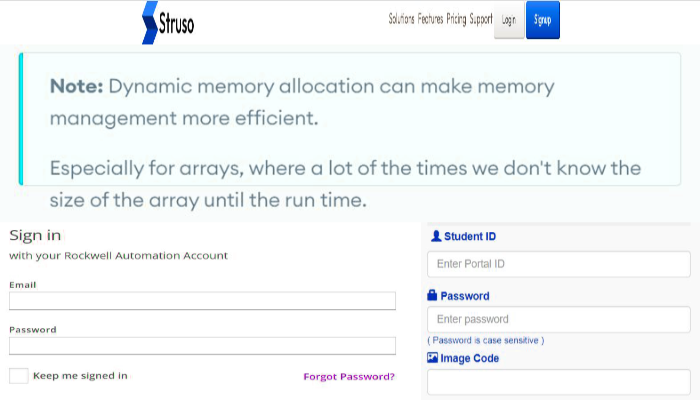 Struso
Solutions Features Pricing Support Login Signup
Note: Dynamic memory allocation can make memory
management more efficient.
Especially for arrays, where a lot of the times we don't know the
size of the array until the run time.
Sign in
with your Rockwell Automation Account
Email
Password
Keep me signed in
Forgot Password?
Student ID
Enter Portal ID
Password
Enter password
( Password is case sensitive )
Image Code